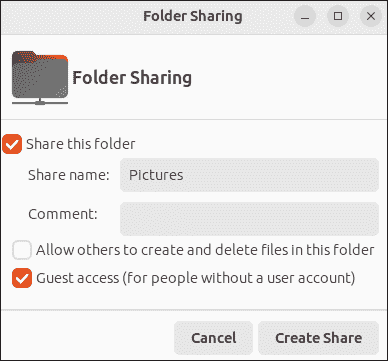 Folder Sharing
Folder Sharing
Share this folder
Share name: Pictures
Comment:
Allow others to create and delete files in this folder
Guest access (for people without a user account)
Cancel Create Share